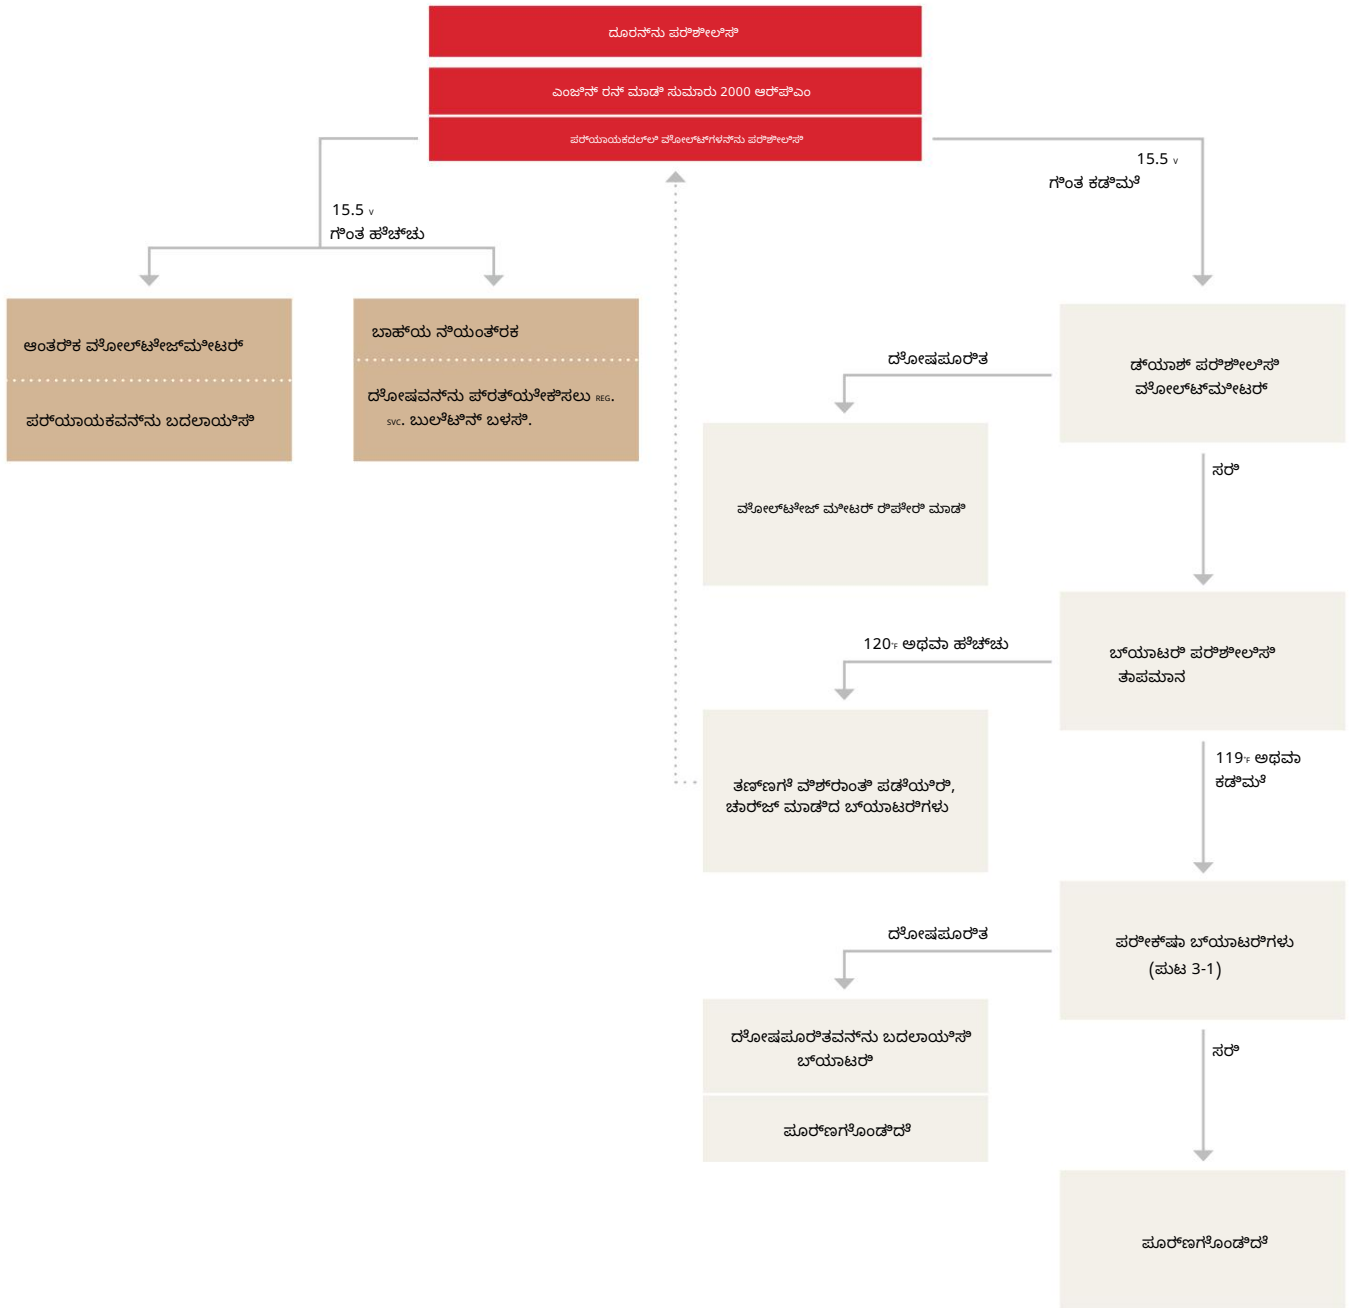 ದೂರನ್ನು ಪರಿಶೀಲಿಸಿ
ಎಂಜಿನ್ ರನ್ ಮಾಡಿ ಸುಮಾರು 2000 ಆರ್‌ಪಿಎಂ
ಪರ್ಯಾಯಕದಲ್ಲಿ ವೋಲ್ಟ್‌ಗಳನ್ನು ಪರಿಶೀಲಿಸಿ
15.5 V
ಗಿಂತ ಹೆಚ್ಚು
15.5 V
ಗಿಂತ ಕಡಿಮೆ
ಆಂತರಿಕ ವೋಲ್ಟೇಜ್‌ಮೀಟರ್
ಪರ್ಯಾಯಕವನ್ನು ಬದಲಾಯಿಸಿ
ಬಾಹ್ಯ ನಿಯಂತ್ರಕ
ದೋಷವನ್ನು ಪ್ರತ್ಯೇಕಿಸಲು REG.
SVC. ಬುಲೆಟಿನ್ ಬಳಸಿ.
ದೋಷಪೂರಿತ
ಡ್ಯಾಶ್ ಪರಿಶೀಲಿಸಿ
ವೋಲ್ಟ್‌ಮೀಟರ್
ಸರಿ
ವೋಲ್ಟೇಜ್ ಮೀಟರ್ ರಿಪೇರಿ ಮಾಡಿ
120°F ಅಥವಾ ಹೆಚ್ಚು
ಬ್ಯಾಟರಿ ಪರಿಶೀಲಿಸಿ
ತಾಪಮಾನ
119°F ಅಥವಾ
ಕಡಿಮೆ
ತಣ್ಣಗೆ ವಿಶ್ರಾಂತಿ ಪಡೆಯಿರಿ,
ಚಾರ್ಜ್ ಮಾಡಿದ ಬ್ಯಾಟರಿಗಳು
ದೋಷಪೂರಿತ
ಪರೀಕ್ಷಾ ಬ್ಯಾಟರಿಗಳು
(ಪುಟ 3-1)
ಸರಿ
ದೋಷಪೂರಿತವನ್ನು ಬದಲಾಯಿಸಿ
ಬ್ಯಾಟರಿ
ಪೂರ್ಣಗೊಂಡಿದೆ
ಪೂರ್ಣಗೊಂಡಿದೆ